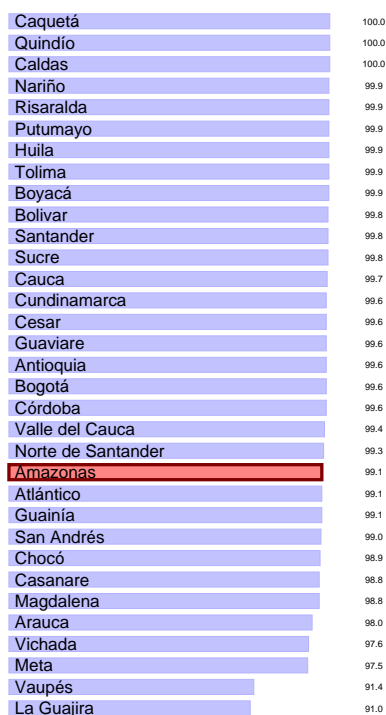 Caquetá 100.0
Quindío 100.0
Caldas 100.0
Nariño 99.9
Risaralda 99.9
Putumayo 99.9
Huila 99.9
Tolima 99.9
Boyacá 99.9
Bolivar 99.8
Santander 99.8
Sucre 99.8
Cauca 99.7
Cundinamarca 99.6
Cesar 99.6
Guaviare 99.6
Antioquia 99.6
Bogotá 99.6
Córdoba 99.6
Valle del Cauca 99.4
Norte de Santander 99.3
Amazonas 99.1
Atlántico 99.1
Guainía 99.1
San Andrés 99.0
Chocó 98.9
Casanare 98.8
Magdalena 98.8
Arauca 98.0
Vichada 97.6
Meta 97.5
Vaupés 91.4
La Guajira 91.0